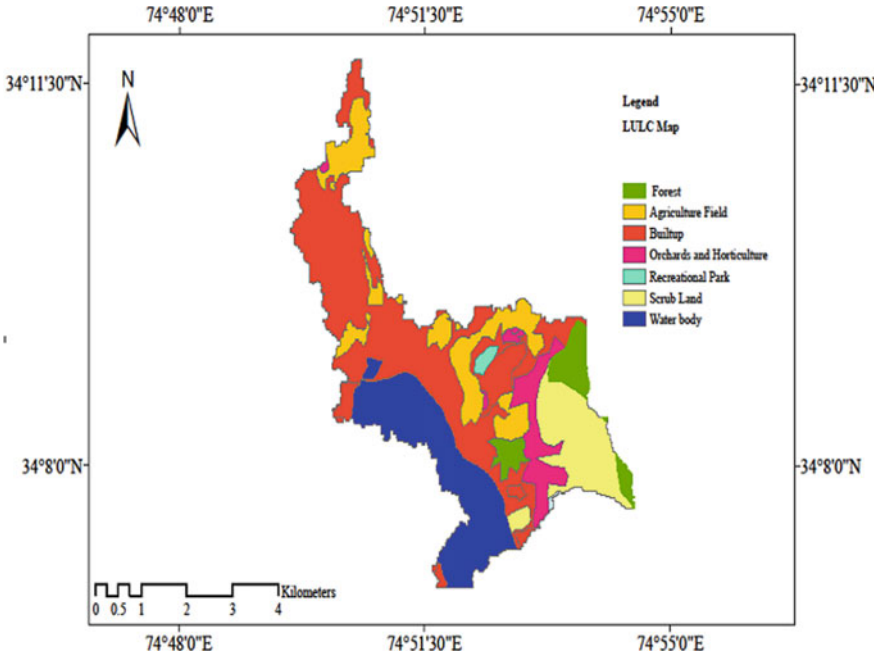 74°48'0"E 74°51'30"E 74°55'0"E
34°11'30"N 34°11'30"N
N
Legend
LULC Map
Forest
Agriculture Field
Builtup
Orchards and Horticulture
Recreational Park
Scrub Land
Water body
34°8'0"N 34°8'0"N
Kilometers
0 0.5 1 2 3 4
74°48'0"E 74°51'30"E 74°55'0"E